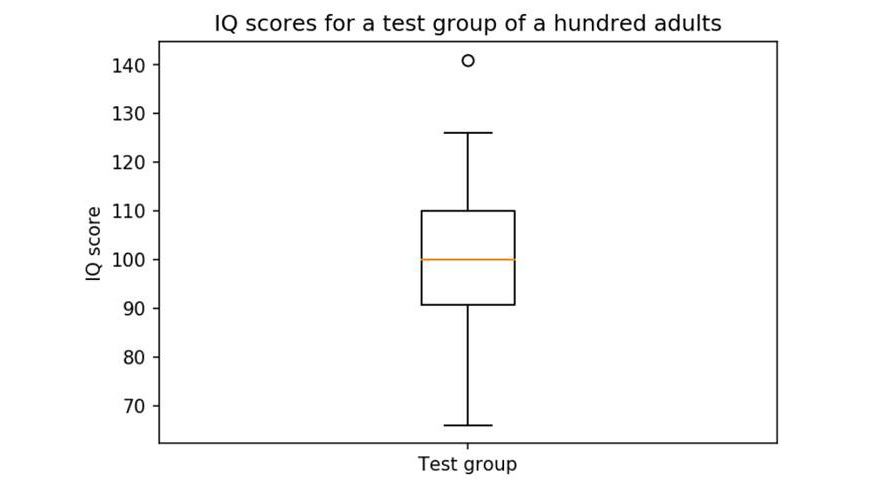 IQ scores for a test group of a hundred adults
140
130
120
110
100
90
80
70
IQ score
Test group